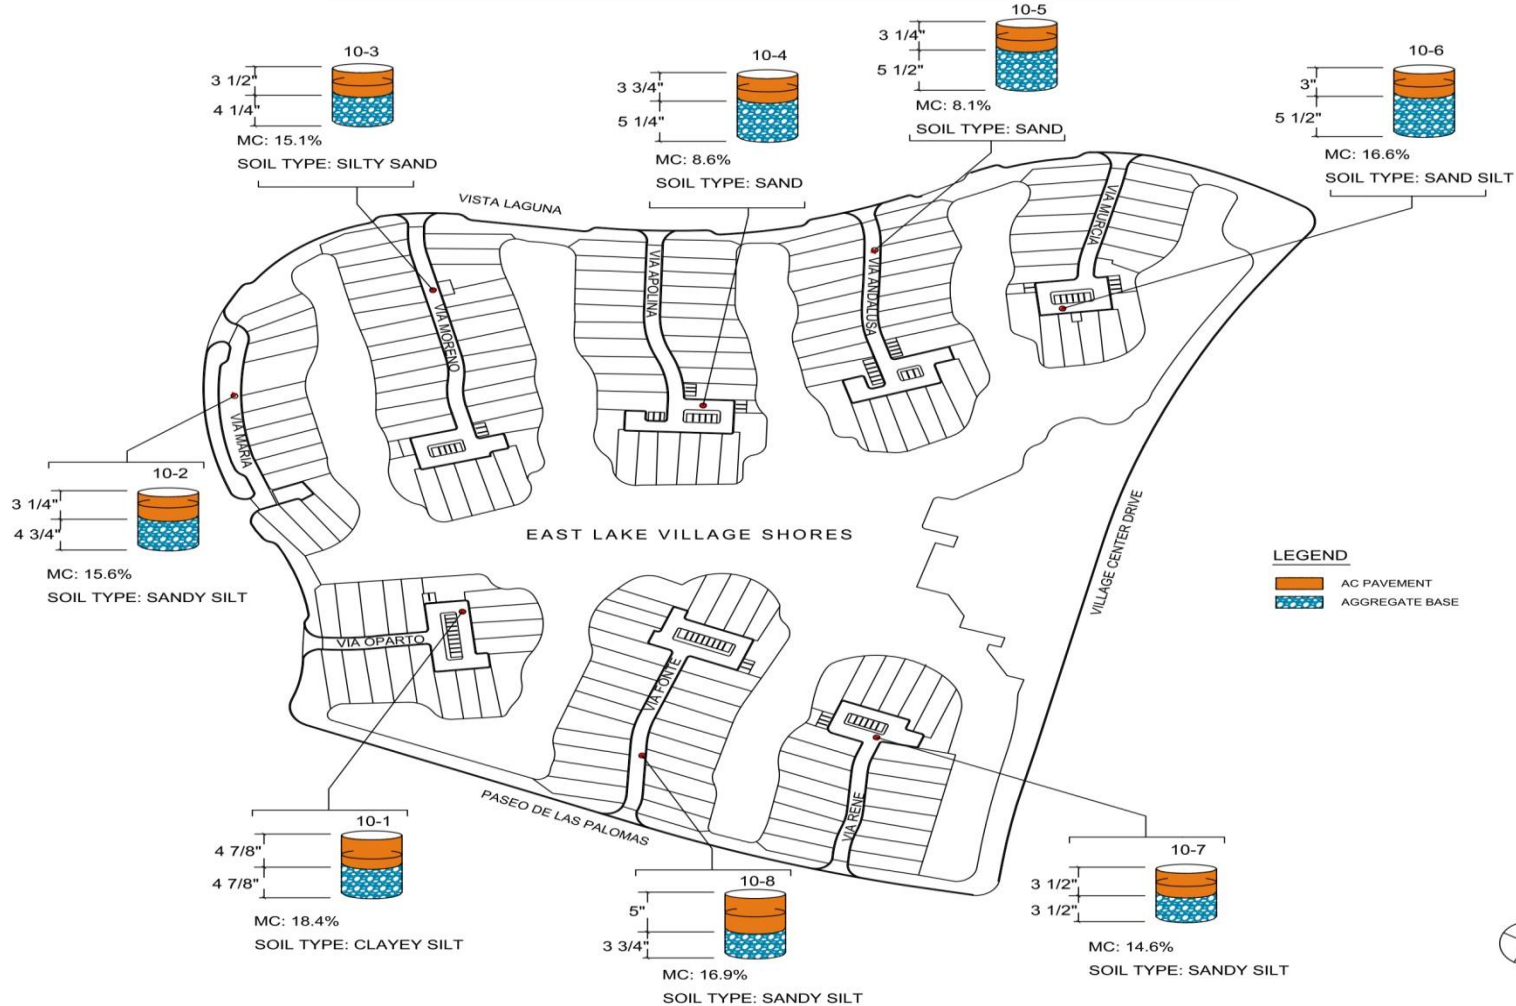 10-5
3 1/4"
5 1/2"
MC: 8.1%
SOIL TYPE: SAND
10-3
3 1/2"
4 1/4"
MC: 15.1%
SOIL TYPE: SILTY SAND
10-4
3 3/4"
5 1/4"
MC: 8.6%
SOIL TYPE: SAND
10-6
3"
5 1/2"
MC: 16.6%
SOIL TYPE: SAND SILT
VISTA LAGUNA
VIA MORENO
VIA APOLINA
VIA ANDALUSA
VIA MURCIA
VIA MARIA
10-2
3 1/4"
4 3/4"
MC: 15.6%
SOIL TYPE: SANDY SILT
EAST LAKE VILLAGE SHORES
VILLAGE CENTER DRIVE
LEGEND
AC PAVEMENT
AGGREGATE BASE
VIA OPARTO
VIA FONTE
VIA RENE
PASEO DE LAS PALOMAS
10-1
4 7/8"
4 7/8"
MC: 18.4%
SOIL TYPE: CLAYEY SILT
10-8
5"
3 3/4"
MC: 16.9%
SOIL TYPE: SANDY SILT
10-7
3 1/2"
3 1/2"
MC: 14.6%
SOIL TYPE: SANDY SILT